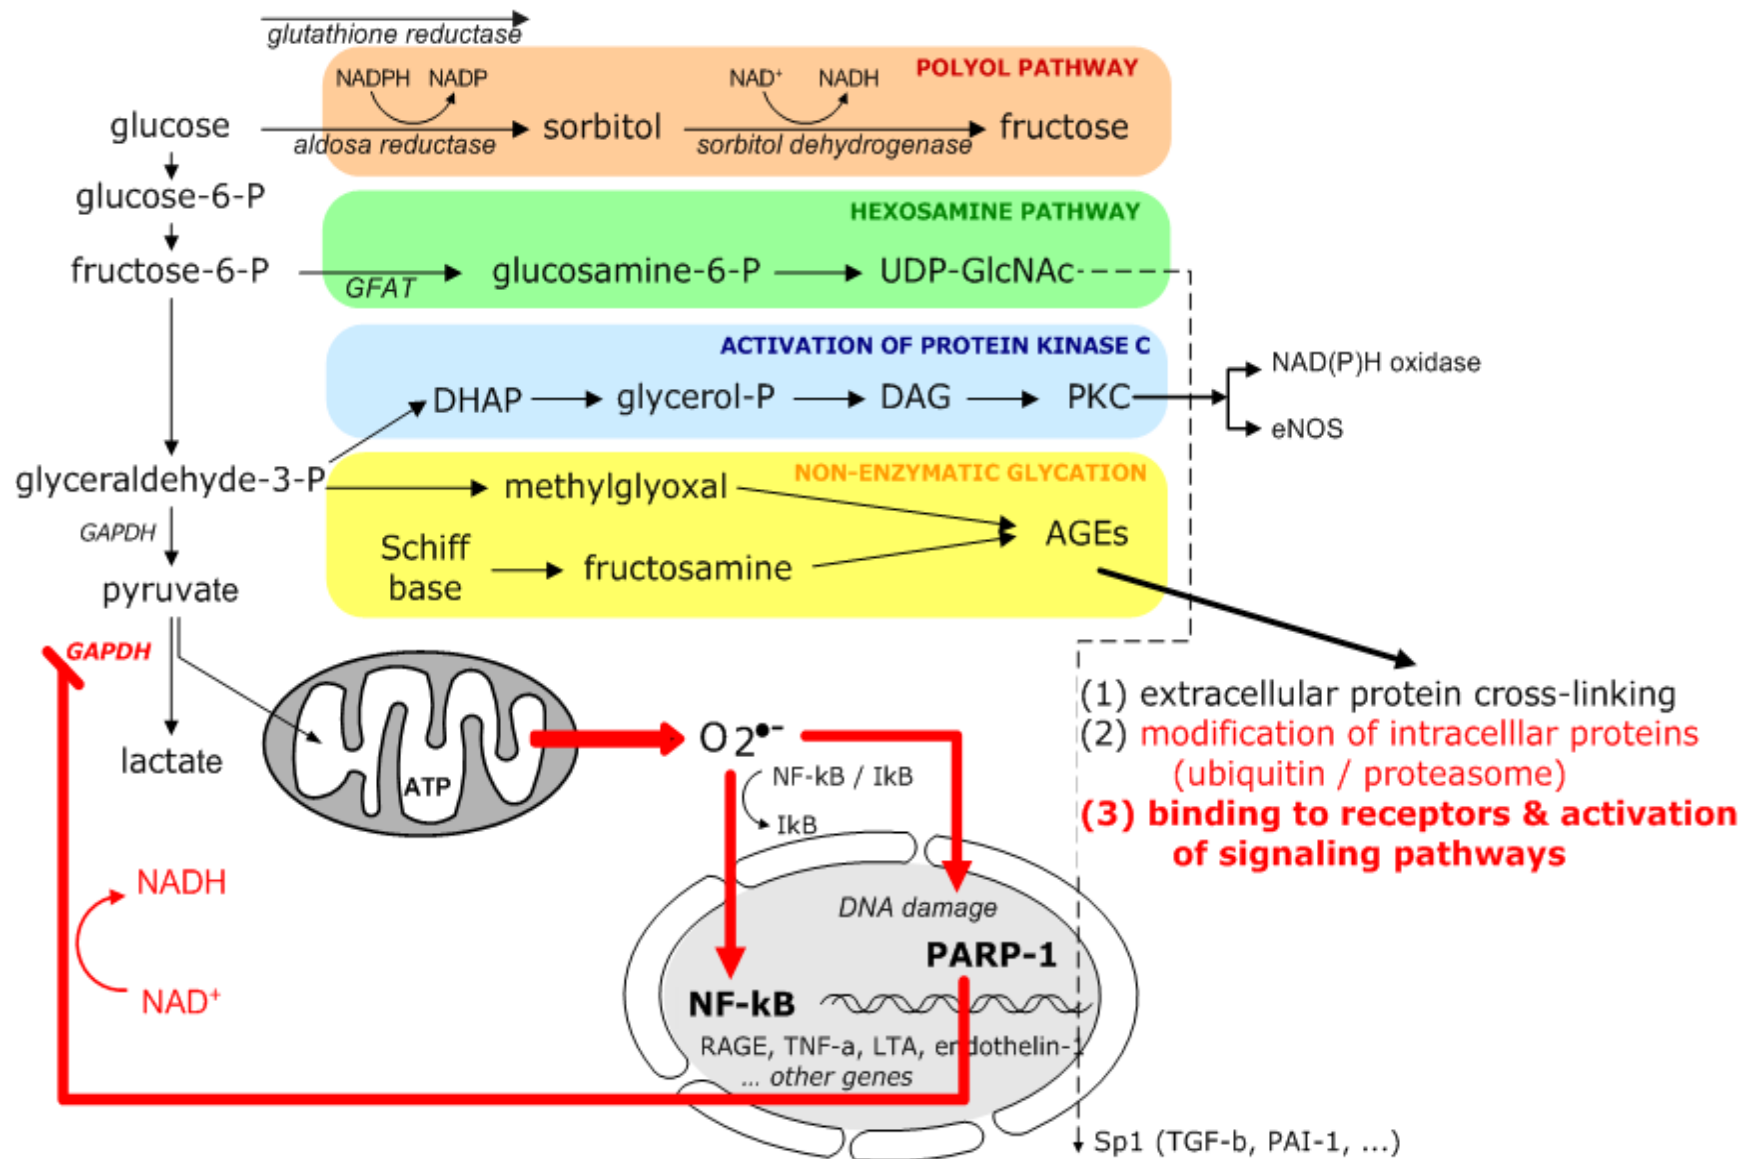 glutathione reductase
POLYOL PATHWAY
NADPH NADP NAD⁺ NADH
glucose sorbitol fructose
aldosa reductase sorbitol dehydrogenase
glucose-6-P
HEXOSAMINE PATHWAY
fructose-6-P glucosamine-6-P UDP-GlcNAc
GFAT
ACTIVATION OF PROTEIN KINASE C
NAD(P)H oxidase
DHAP glycerol-P DAG PKC
eNOS
glyceraldehyde-3-P
NON-ENZYMATIC GLYCATION
methylglyoxal
GAPDH
AGEs
Schiff
base
fructosamine
pyruvate
GAPDH
lactate
ATP
O2•-
NF-kB / IkB
IkB
(1) extracellular protein cross-linking
(2) modification of intracelllar proteins
(ubiquitin / proteasome)
(3) binding to receptors & activation
of signaling pathways
NADH
NAD⁺
DNA damage
PARP-1
NF-kB
RAGE, TNF-a, LTA, endothelin-1
... other genes
Sp1 (TGF-b, PAI-1, ...)